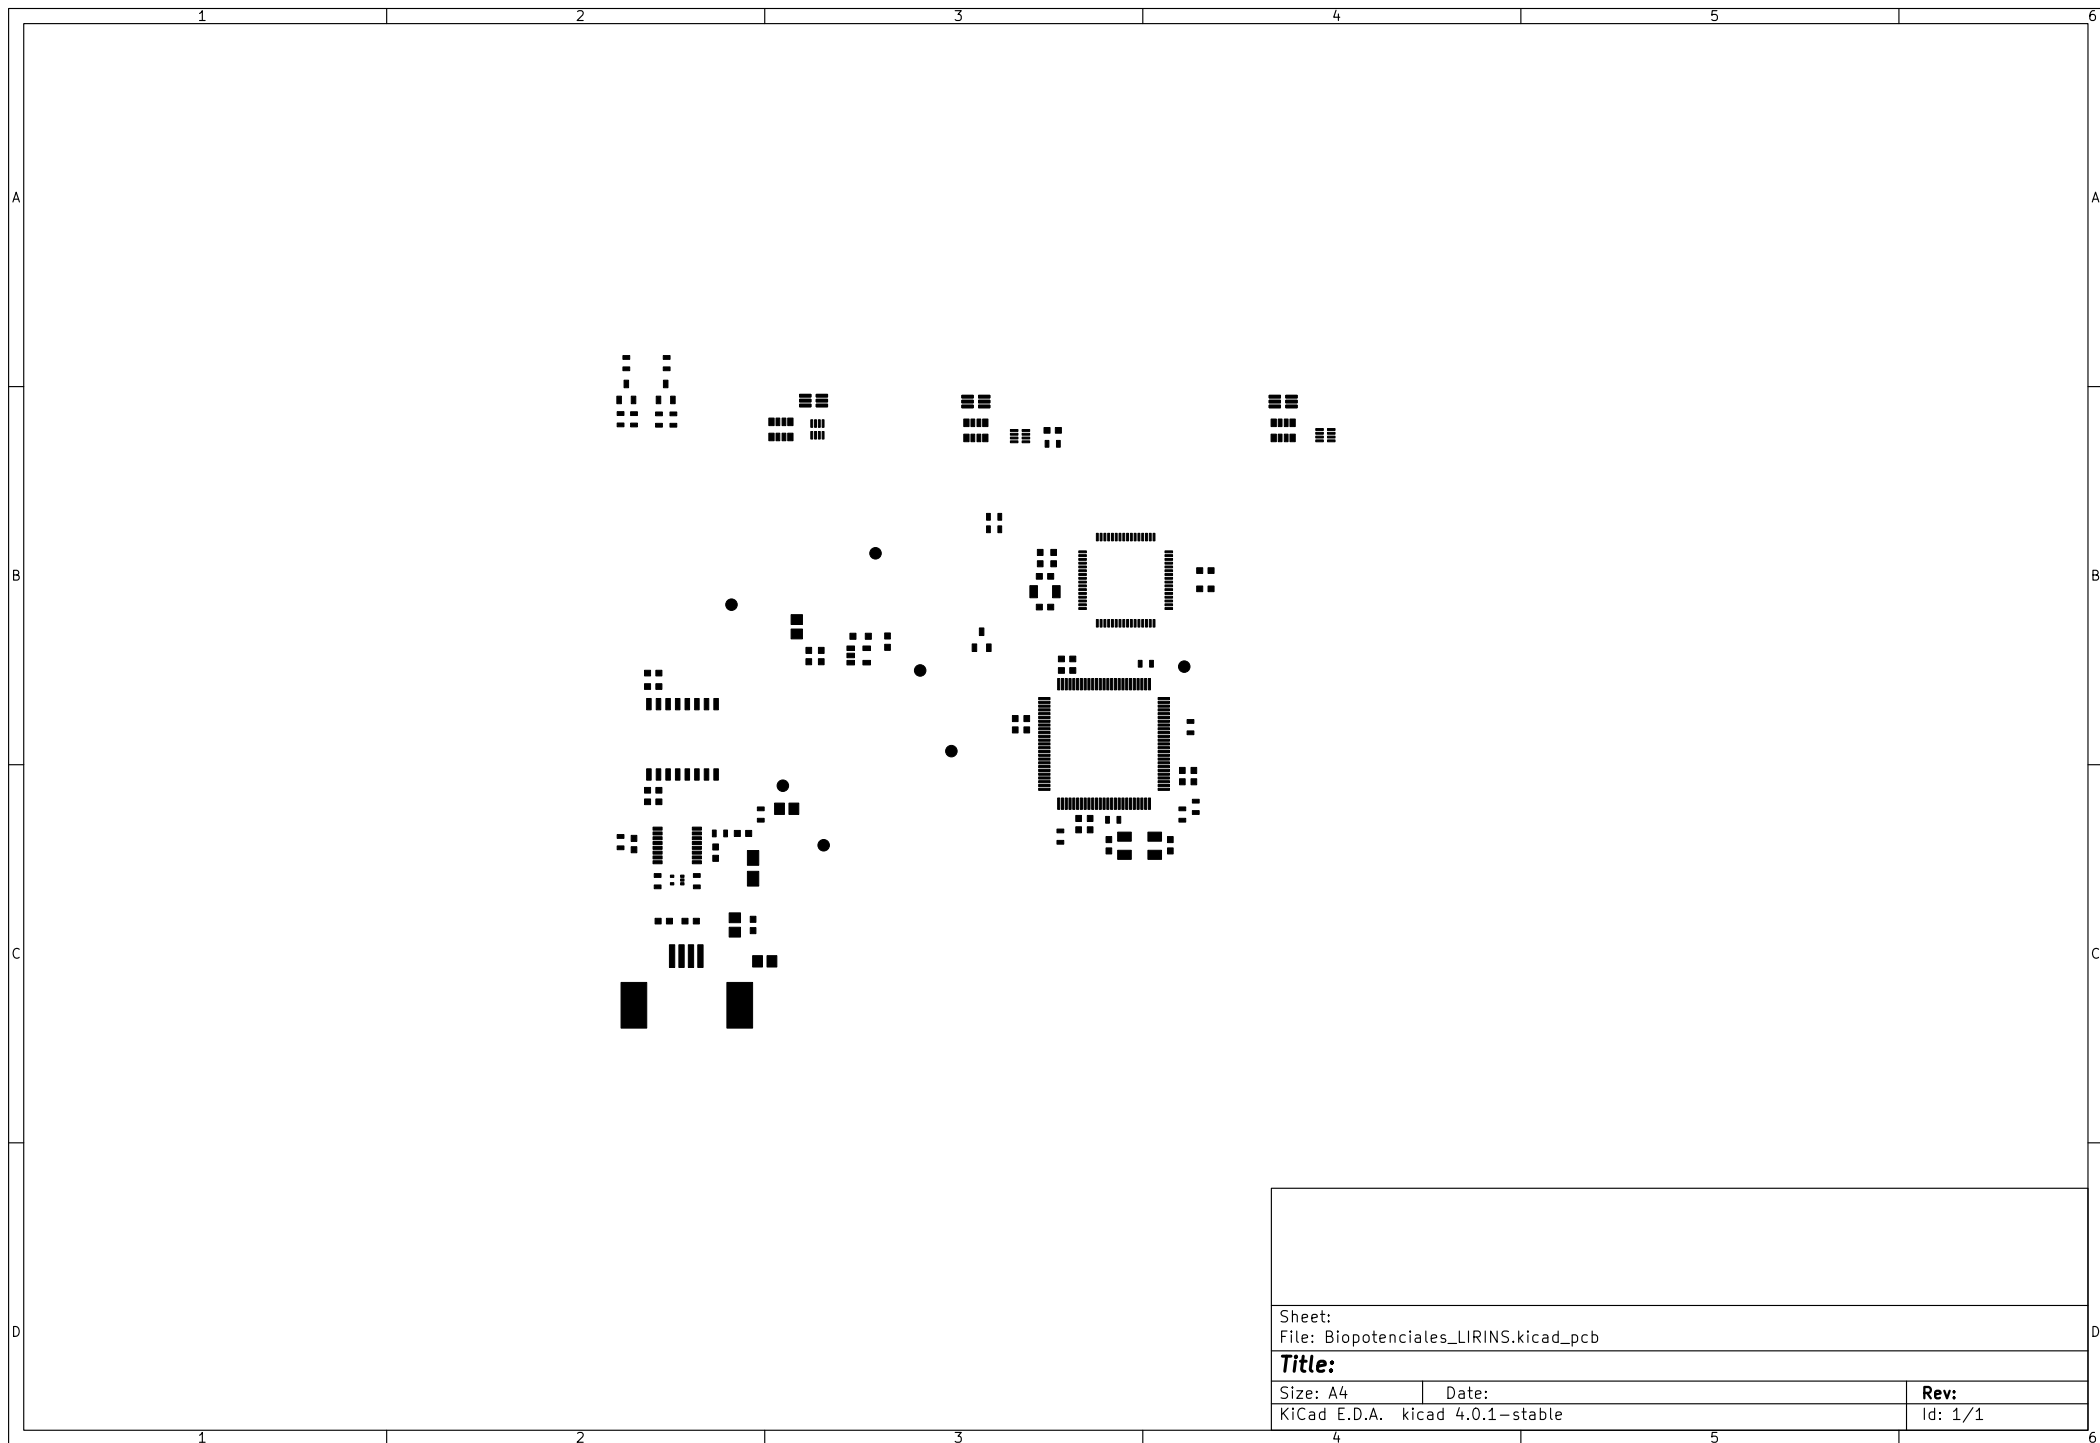 1 2 3 4 5 6
A A
B B
C C
Sheet:
File: Biopotenciales_LIRINS.kicad_pcb
D D
Title:
Size: A4 Date: Rev:
KiCad E.D.A. kicad 4.0.1-stable Id: 1/1
1 2 3 4 5 6